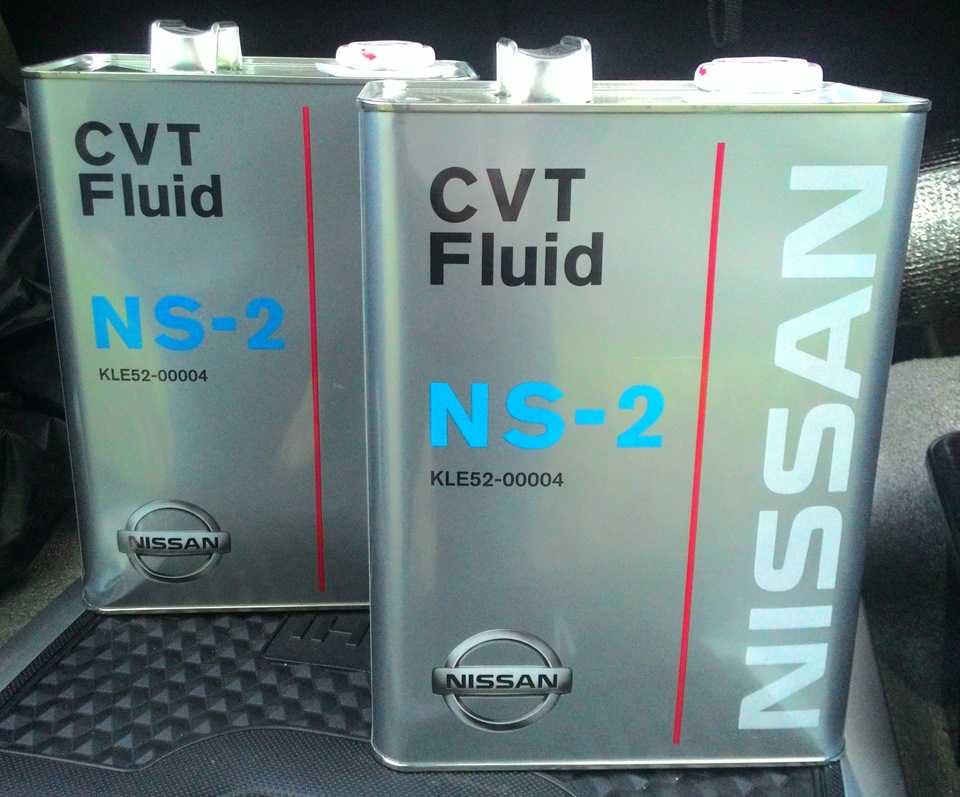 CVT
Fluid
NS-2
KLE52-00004
NISSAN
CVT
Fluid
NS-2
KLE52-00004
NISSAN
NISSAN